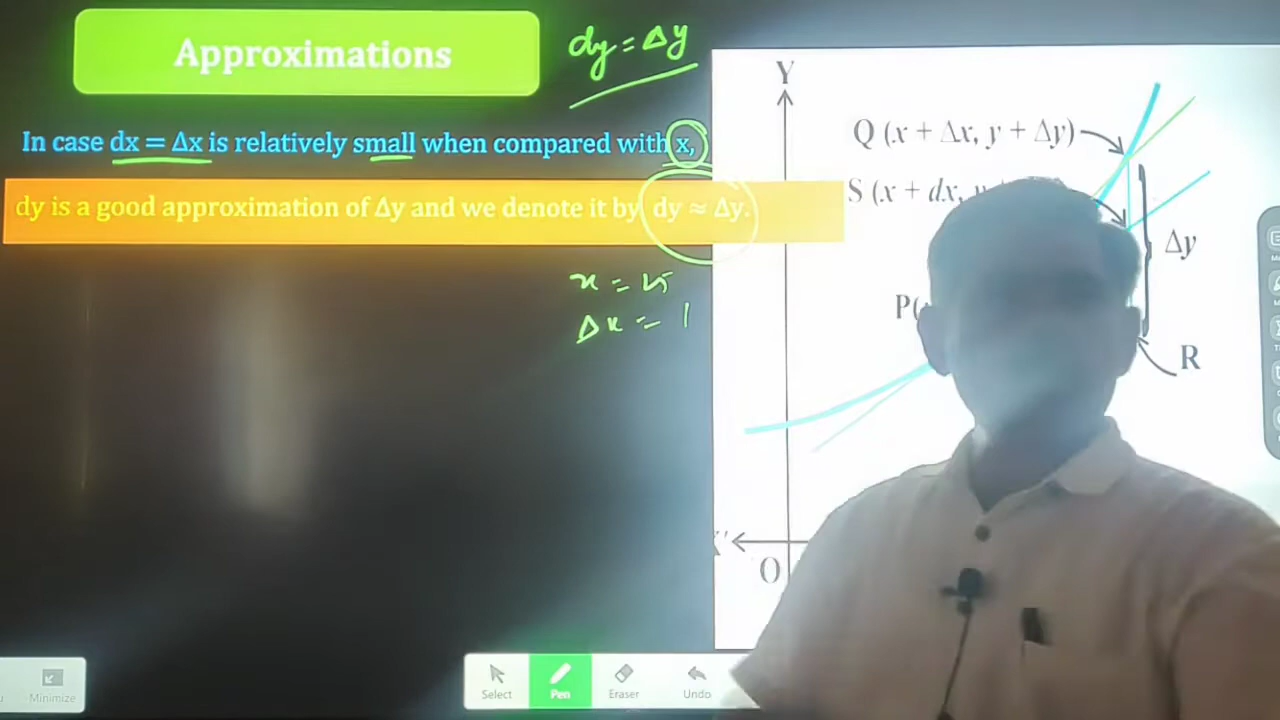 Approximations
dy = Δy
In case dx = Δx is relatively small when compared with x,
dy is a good approximation of Δy and we denote it by dy ≈ Δy.
Δx = 1
Y
Q (x + Δx, y + Δy)
S (x + dx,
Δy
P(
R
X'
O
Minimize
Select
Pen
Eraser
Undo